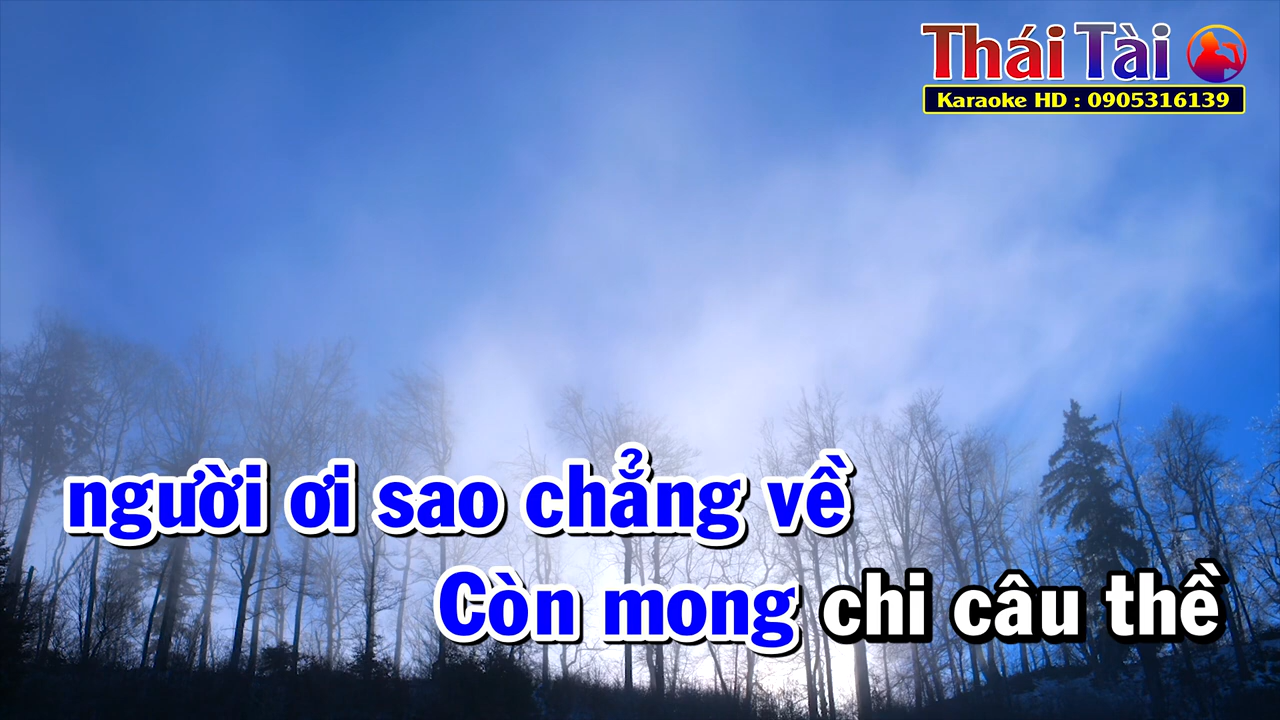 Thái Tài
Karaoke HD : 0905316139
người ơi sao chẳng về
Còn mong chi câu thề